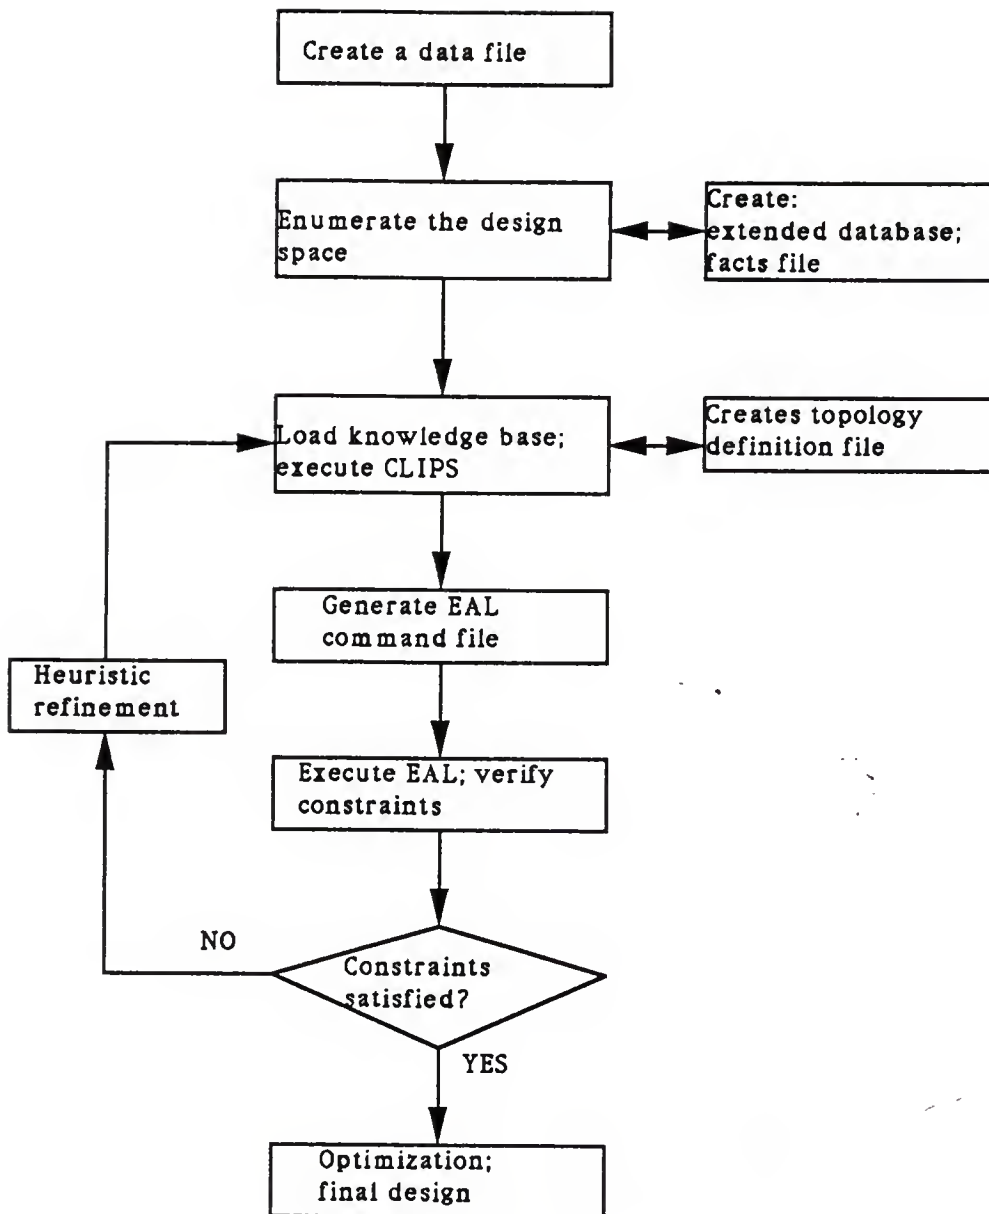 Create a data file
Enumerate the design
space
Create:
extended database;
facts file
Load knowledge base;
execute CLIPS
Creates topology
definition file
Generate EAL
command file
Heuristic
refinement
Execute EAL; verify
constraints
NO
Constraints
satisfied?
YES
Optimization;
final design